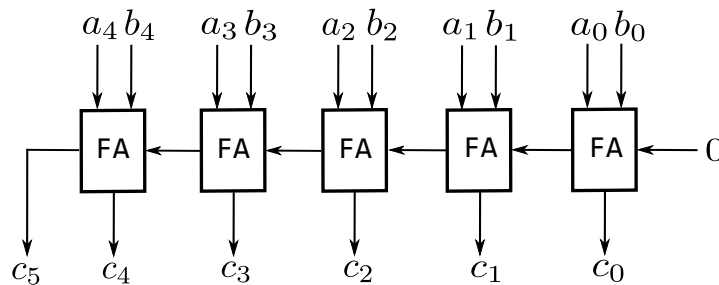 a₄ b₄ a₃ b₃ a₂ b₂ a₁ b₁ a₀ b₀
FA FA FA FA FA 0
c₅ c₄ c₃ c₂ c₁ c₀